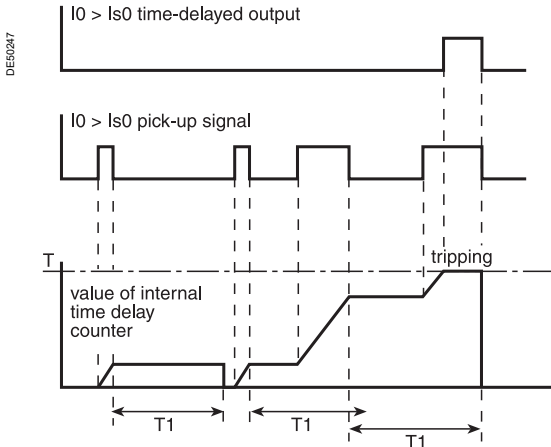 I0 > Is0 time-delayed output
DE50247
I0 > Is0 pick-up signal
T
tripping
value of internal
time delay
counter
T1
T1
T1